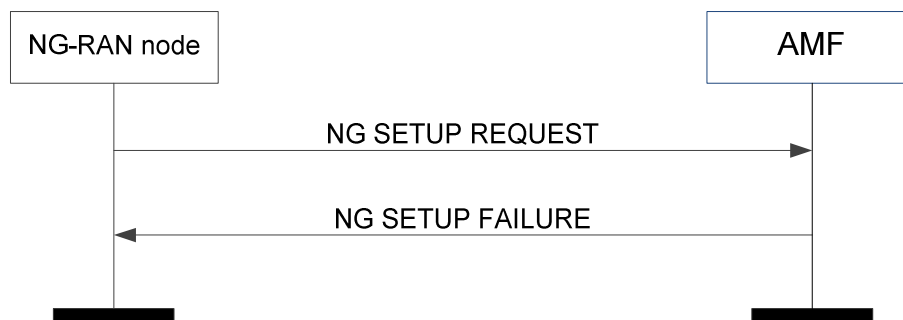 NG-RAN node
AMF
NG SETUP REQUEST
NG SETUP FAILURE